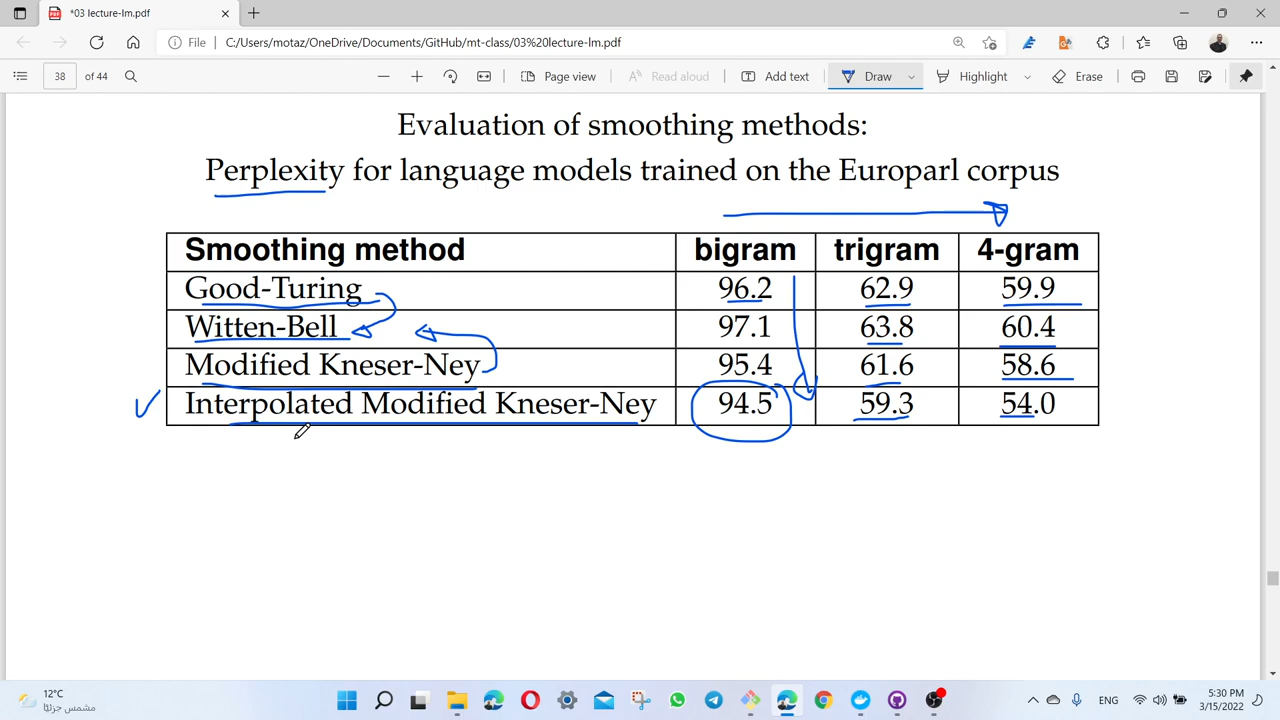 *03 lecture-lm.pdf
File C:/Users/motaz/OneDrive/Documents/GitHub/mt-class/03%20lecture-lm.pdf
38 of 44 Page view Read aloud Add text Draw Highlight Erase
Evaluation of smoothing methods:
Perplexity for language models trained on the Europarl corpus
Smoothing method bigram trigram 4-gram
Good-Turing 96.2 62.9 59.9
Witten-Bell 97.1 63.8 60.4
Modified Kneser-Ney 95.4 61.6 58.6
Interpolated Modified Kneser-Ney 94.5 59.3 54.0
12°C
مشمس جزئيًا
ENG
5:30 PM
3/15/2022